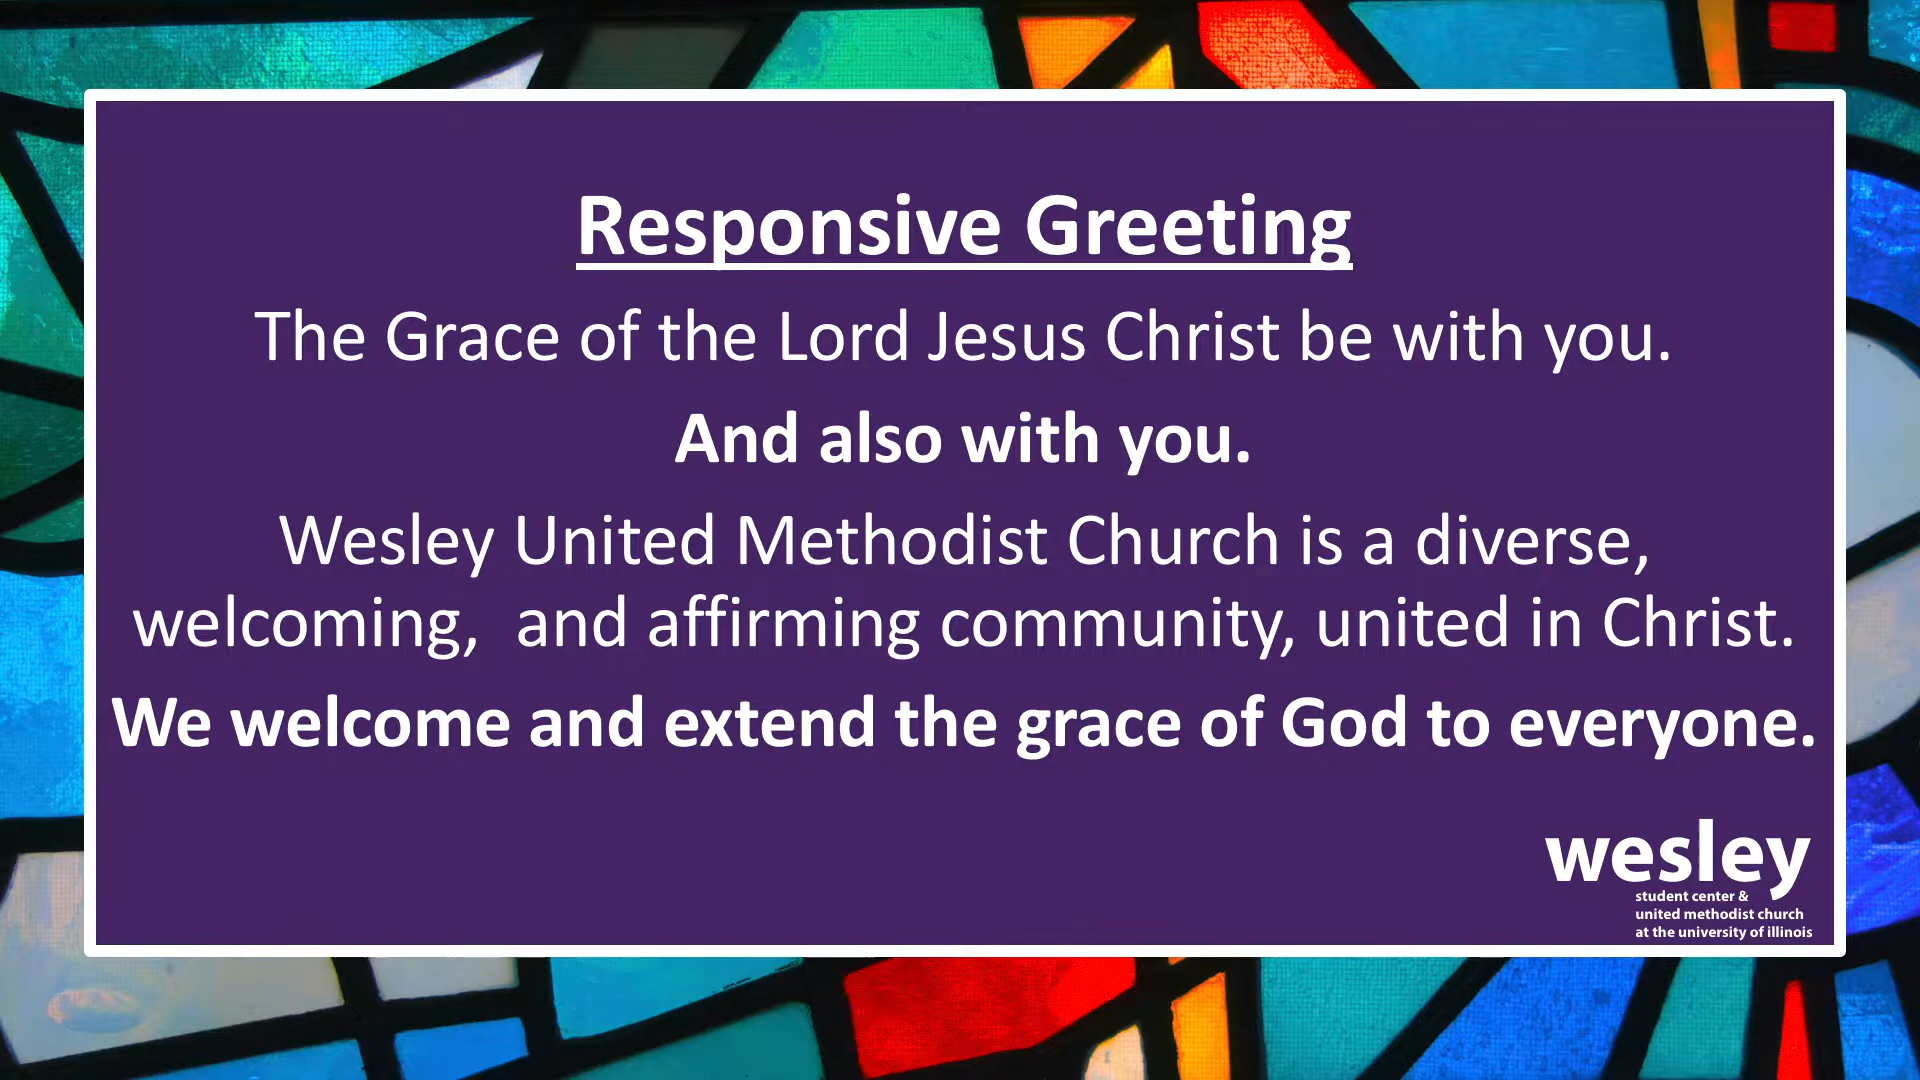 Responsive Greeting
The Grace of the Lord Jesus Christ be with you.
And also with you.
Wesley United Methodist Church is a diverse,
welcoming,  and affirming community, united in Christ.
We welcome and extend the grace of God to everyone.
wesley
student center &
united methodist church
at the university of illinois